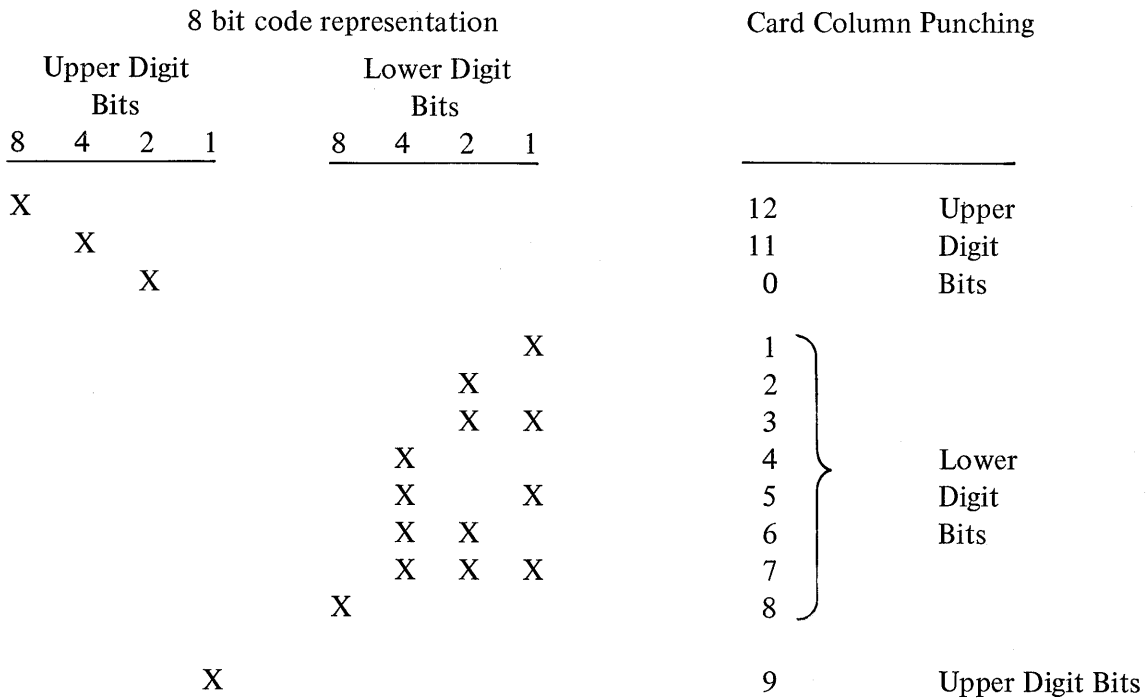 8 bit code representation Card Column Punching
Upper Digit Lower Digit
Bits Bits
8 4 2 1 8 4 2 1
X 12 Upper
X 11 Digit
X 0 Bits
X 1
X 2
X X 3
X 4 Lower
X X 5 Digit
X X 6 Bits
X X X 7
X 8
X 9 Upper Digit Bits